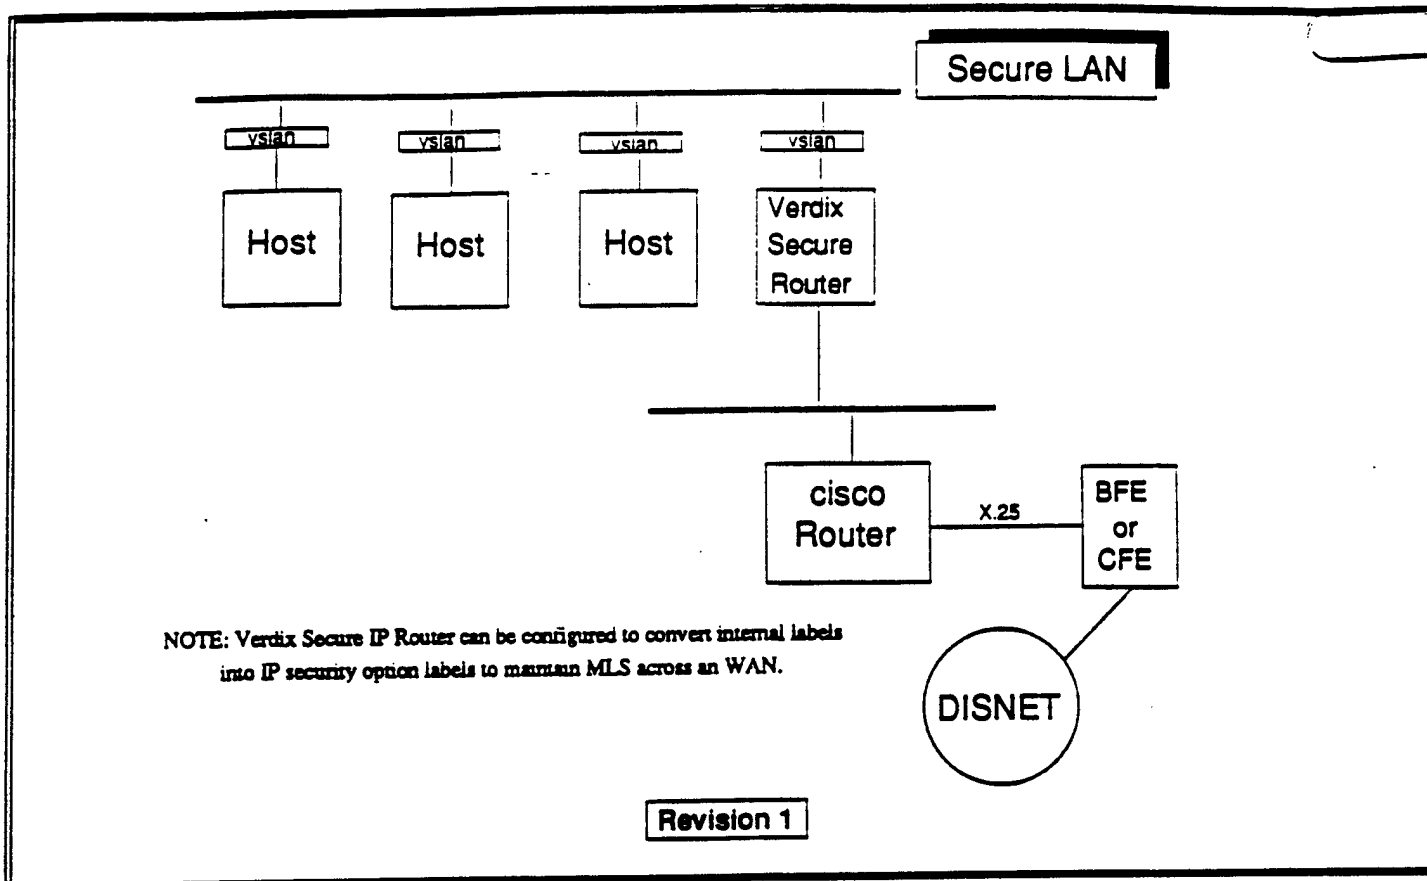 Secure LAN
vslan
vslan
vslan
vslan
Host
Host
Host
Verdix
Secure
Router
cisco
Router
X.25
BFE
or
CFE
NOTE: Verdix Secure IP Router can be configured to convert internal labels
into IP security option labels to maintain MLS across an WAN.
DISNET
Revision 1